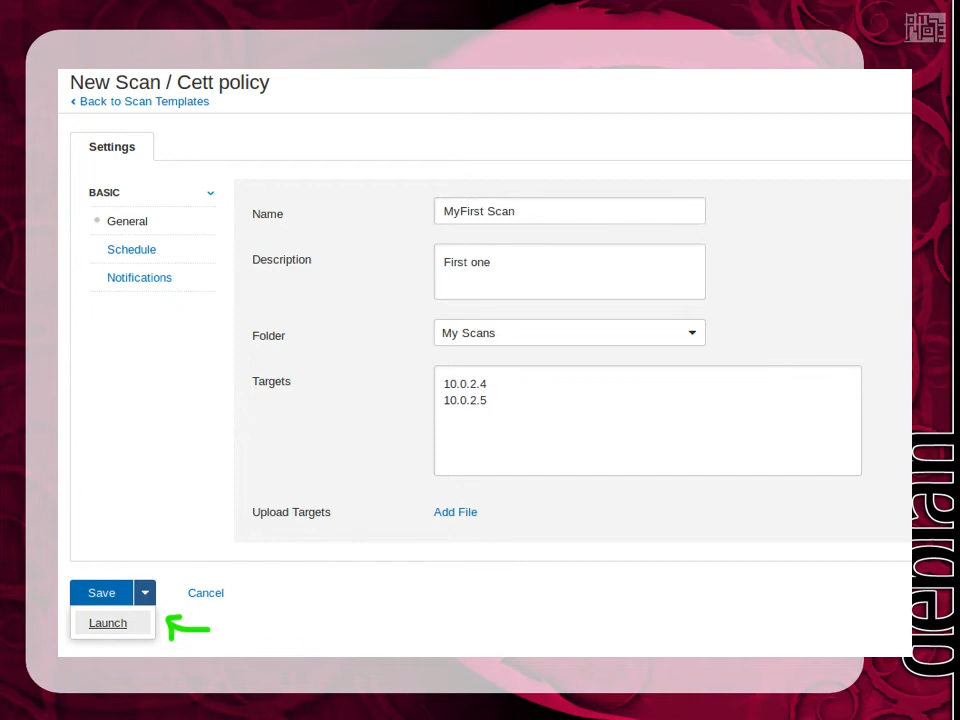 New Scan / Cett policy
Back to Scan Templates
Settings
BASIC
General
Schedule
Notifications
Name
MyFirst Scan
Description
First one
Folder
My Scans
Targets
10.0.2.4
10.0.2.5
Upload Targets
Add File
Save
Cancel
Launch